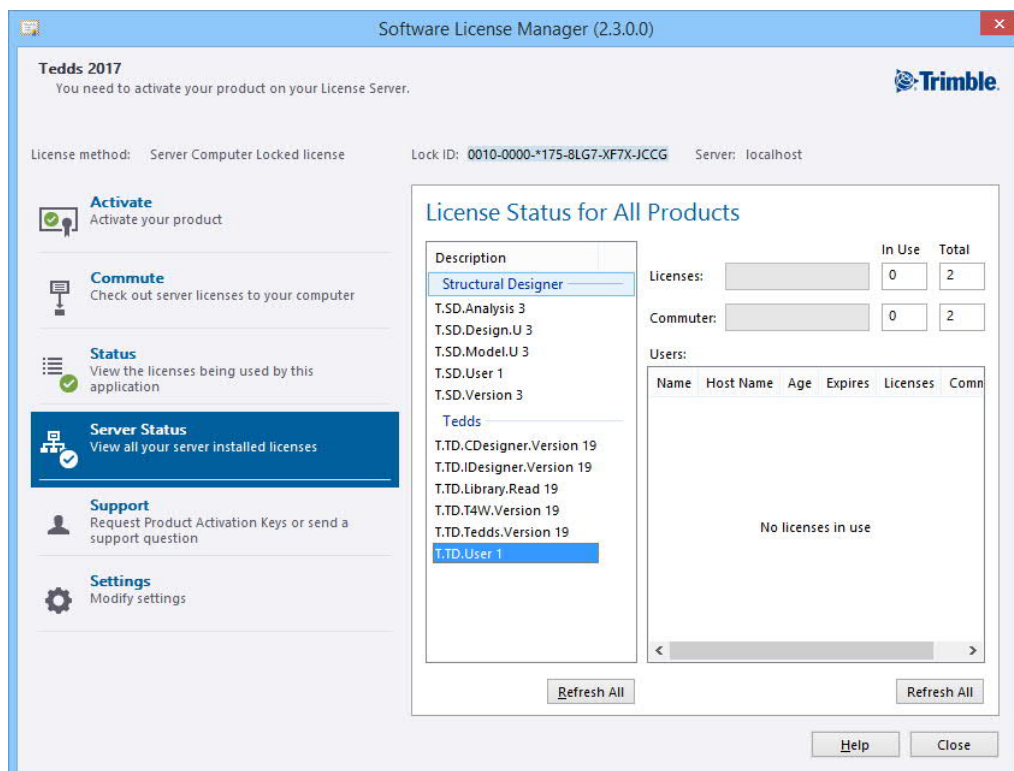 Software License Manager (2.3.0.0)
Tedds 2017
You need to activate your product on your License Server.
Trimble.
License method: Server Computer Locked license
Lock ID: 0010-0000-*175-8LG7-XF7X-JCCG
Server: localhost
Activate
Activate your product
Commute
Check out server licenses to your computer
Status
View the licenses being used by this
application
Server Status
View all your server installed licenses
Support
Request Product Activation Keys or send a
support question
Settings
Modify settings
License Status for All Products
Description
Structural Designer
T.SD.Analysis 3
T.SD.Design.U 3
T.SD.Model.U 3
T.SD.User 1
T.SD.Version 3
Tedds
T.TD.CDesigner.Version 19
T.TD.IDesigner.Version 19
T.TD.Library.Read 19
T.TD.T4W.Version 19
T.TD.Tedds.Version 19
T.TD.User 1
Refresh All
In Use Total
Licenses: 0 2
Commuter: 0 2
Users:
Name Host Name Age Expires Licenses Comm
No licenses in use
Refresh All
Help Close